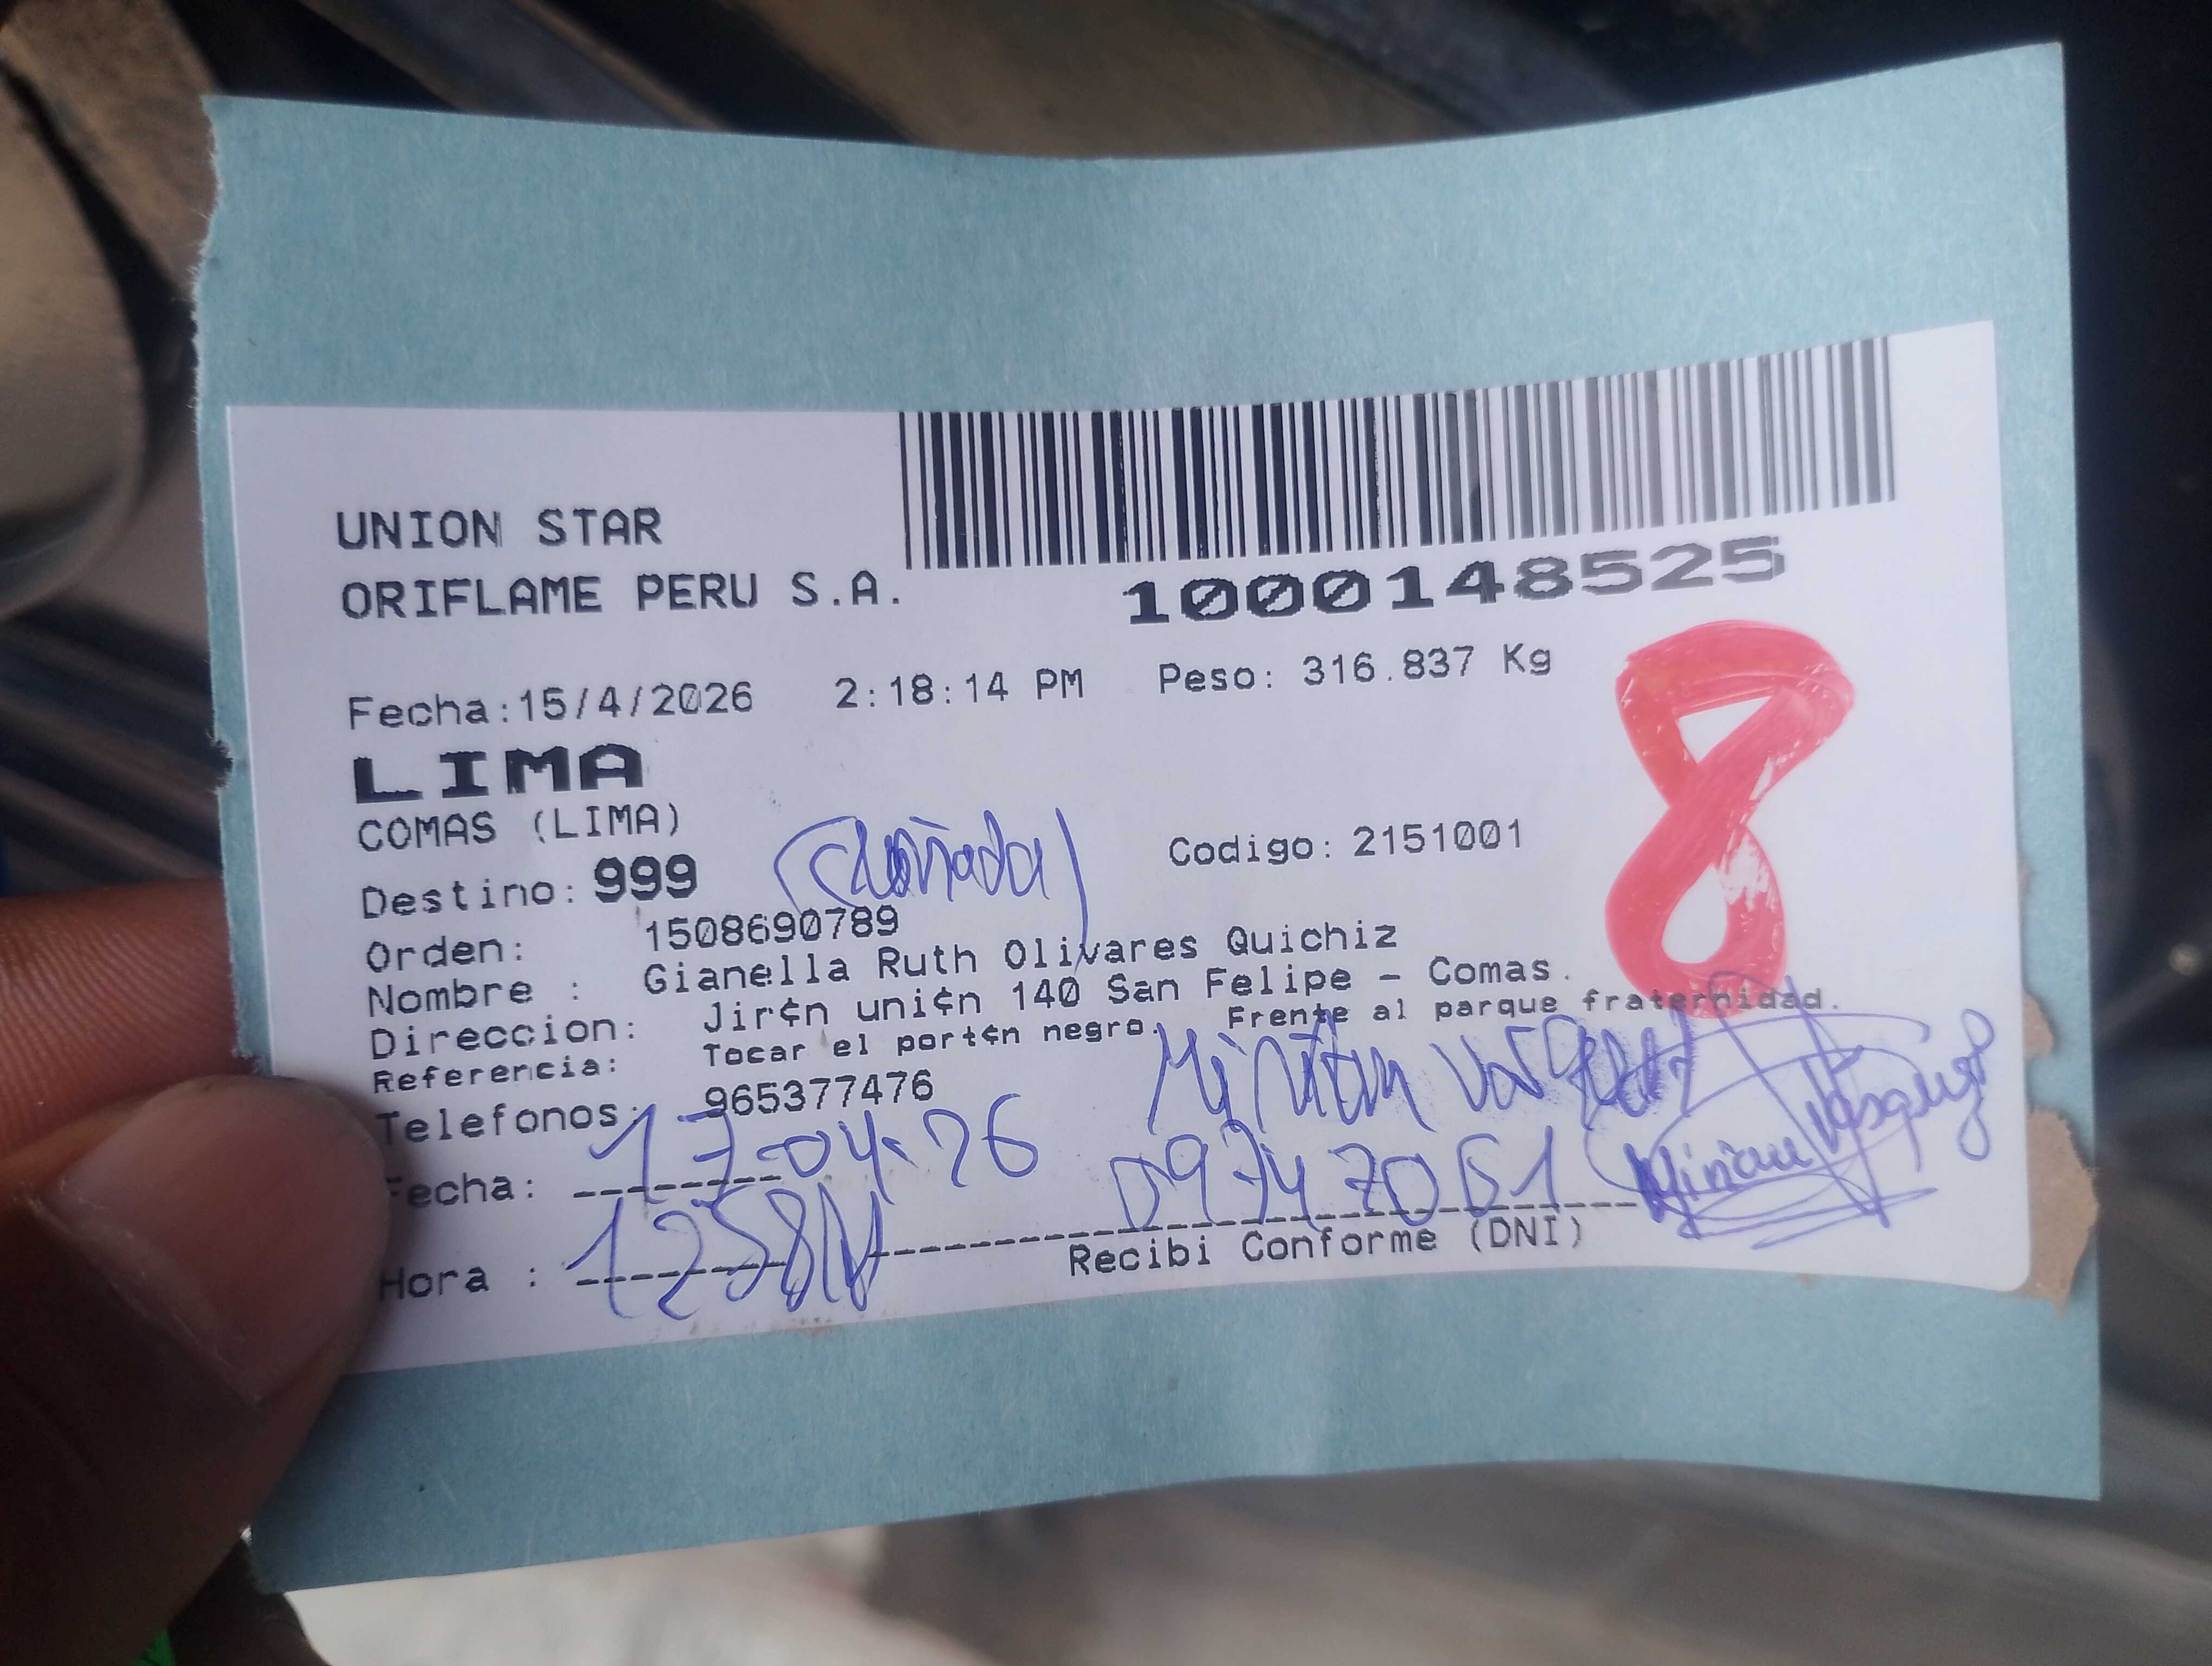 UNION STAR
ORIFLAME PERU S.A.
1000148525
Fecha:15/4/2026 2:18:14 PM Peso: 316.837 Kg
8
LIMA
COMAS (LIMA)
Destino: 999 (Cuñada) Codigo: 2151001
Orden: 1508690789
Nombre : Gianella Ruth Olivares Quichiz
Direccion: Jir¢n uni¢n 140 San Felipe - Comas.
Referencia: Tocar el port¢n negro. Frente al parque fraternidad.
Telefonos: 965377476
Fecha: 17-04-26
Hora : 1258
Recibi Conforme (DNI)